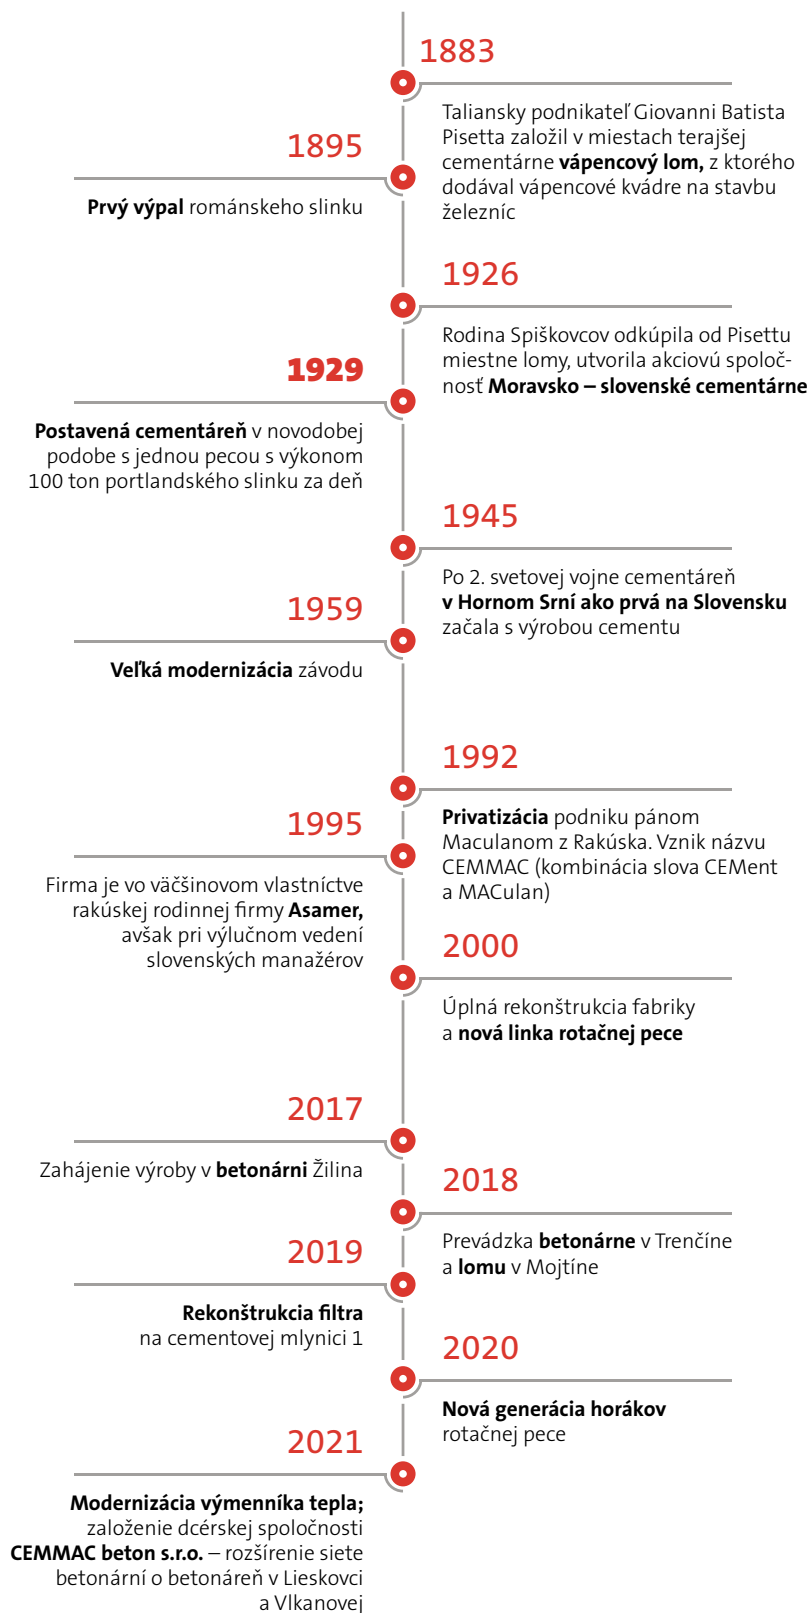 1883
Taliansky podnikateľ Giovanni Batista
Pisetta založil v miestach terajšej
cementárne vápencový lom, z ktorého
dodával vápencové kvádre na stavbu
železníc
1895
Prvý výpal románskeho slinku
1926
Rodina Spiškovcov odkúpila od Pisettu
miestne lomy, utvorila akciovú spoloč-
nosť Moravsko – slovenské cementárne
1929
Postavená cementáreň v novodobej
podobe s jednou pecou s výkonom
100 ton portlandského slinku za deň
1945
Po 2. svetovej vojne cementáreň
v Hornom Srní ako prvá na Slovensku
začala s výrobou cementu
1959
Veľká modernizácia závodu
1992
Privatizácia podniku pánom
Maculanom z Rakúska. Vznik názvu
CEMMAC (kombinácia slova CEMent
a MACulan)
1995
Firma je vo väčšinovom vlastníctve
rakúskej rodinnej firmy Asamer,
avšak pri výlučnom vedení
slovenských manažérov
2000
Úplná rekonštrukcia fabriky
a nová linka rotačnej pece
2017
Zahájenie výroby v betonárni Žilina
2018
Prevádzka betonárne v Trenčíne
a lomu v Mojtíne
2019
Rekonštrukcia filtra
na cementovej mlynici 1
2020
Nová generácia horákov
rotačnej pece
2021
Modernizácia výmenníka tepla;
založenie dcérskej spoločnosti
CEMMAC beton s.r.o. – rozšírenie siete
betonární o betonáreň v Lieskovci
a Vlkanovej